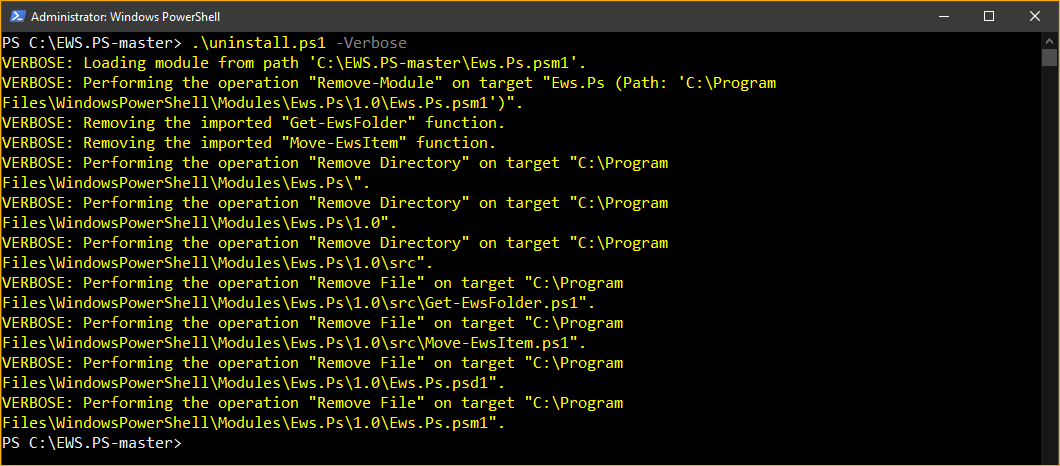 Administrator: Windows PowerShell
PS C:\EWS.PS-master> .\uninstall.ps1 -Verbose
VERBOSE: Loading module from path 'C:\EWS.PS-master\Ews.Ps.psm1'.
VERBOSE: Performing the operation "Remove-Module" on target "Ews.Ps (Path: 'C:\Program
Files\WindowsPowerShell\Modules\Ews.Ps\1.0\Ews.Ps.psm1')".
VERBOSE: Removing the imported "Get-EwsFolder" function.
VERBOSE: Removing the imported "Move-EwsItem" function.
VERBOSE: Performing the operation "Remove Directory" on target "C:\Program
Files\WindowsPowerShell\Modules\Ews.Ps\".
VERBOSE: Performing the operation "Remove Directory" on target "C:\Program
Files\WindowsPowerShell\Modules\Ews.Ps\1.0".
VERBOSE: Performing the operation "Remove Directory" on target "C:\Program
Files\WindowsPowerShell\Modules\Ews.Ps\1.0\src".
VERBOSE: Performing the operation "Remove File" on target "C:\Program
Files\WindowsPowerShell\Modules\Ews.Ps\1.0\src\Get-EwsFolder.ps1".
VERBOSE: Performing the operation "Remove File" on target "C:\Program
Files\WindowsPowerShell\Modules\Ews.Ps\1.0\src\Move-EwsItem.ps1".
VERBOSE: Performing the operation "Remove File" on target "C:\Program
Files\WindowsPowerShell\Modules\Ews.Ps\1.0\Ews.Ps.psd1".
VERBOSE: Performing the operation "Remove File" on target "C:\Program
Files\WindowsPowerShell\Modules\Ews.Ps\1.0\Ews.Ps.psm1".
PS C:\EWS.PS-master>